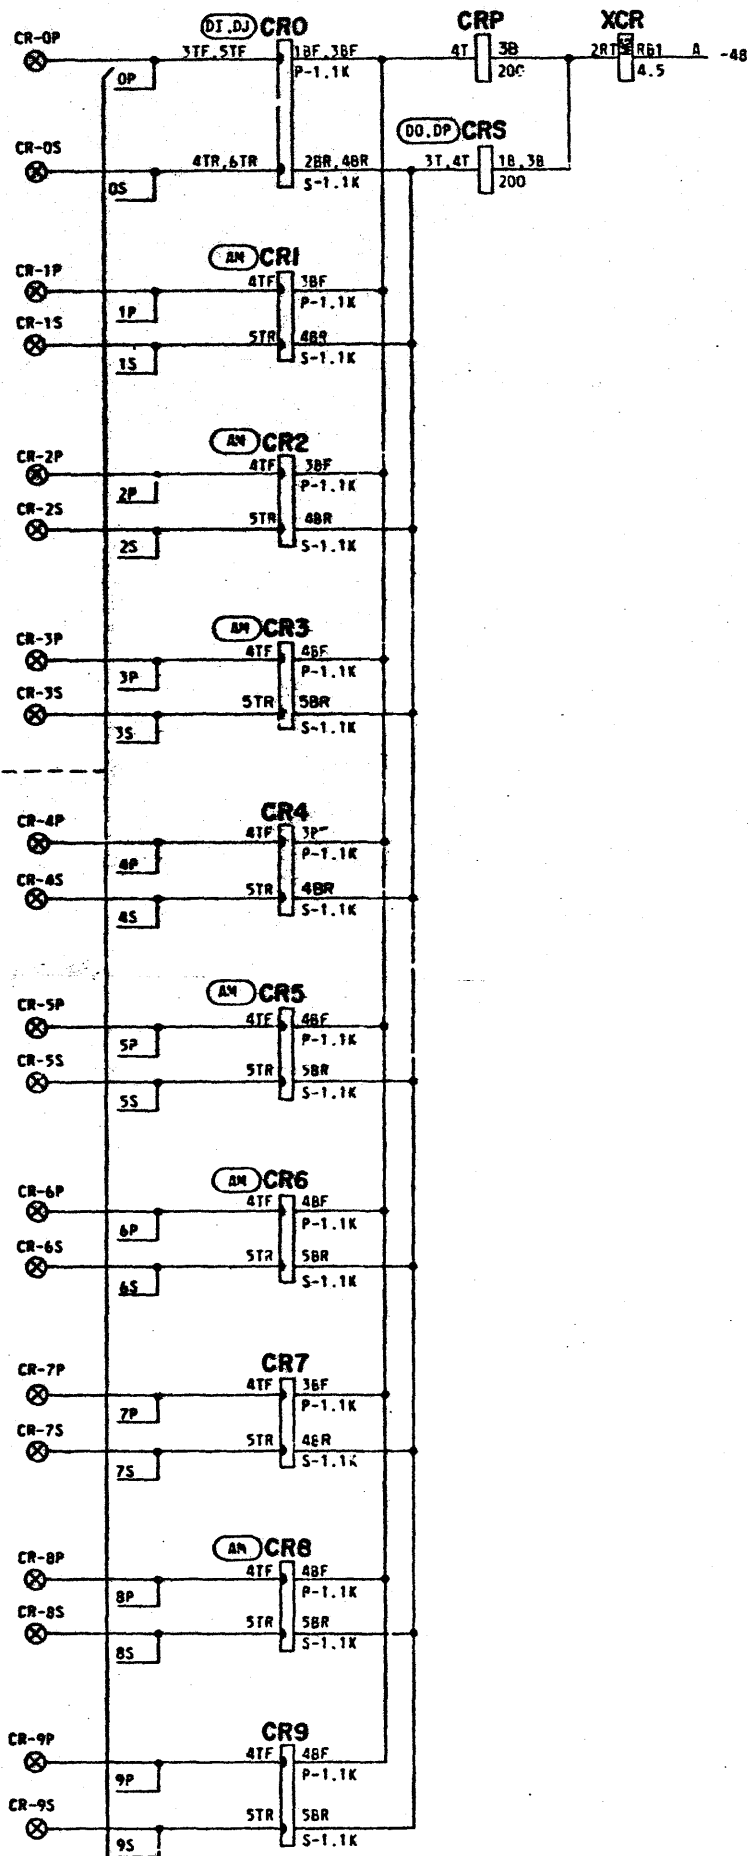 DI,DJ CR0 CRP XCR
CR-0P 3TF,5TF 1BF,3BF 4T 3B 2RT RB1 A -48
0P P-1.1K 200 4.5
DO,DP CRS
CR-0S 4TR,6TR 2BR,4BR 3T,4T 1B,3B
0S S-1.1K 200
AM CR1
CR-1P 4TF 3BF
1P P-1.1K
CR-1S 5TR 4BR
1S S-1.1K
AM CR2
CR-2P 4TF 3BF
2P P-1.1K
CR-2S 5TR 4BR
2S S-1.1K
AM CR3
CR-3P 4TF 4BF
3P P-1.1K
CR-3S 5TR 5BR
3S S-1.1K
CR4
CR-4P 4TF
4P P-1.1K
CR-4S 5TR 4BR
4S S-1.1K
AM CR5
CR-5P 4TF 4BF
5P P-1.1K
CR-5S 5TR 5BR
5S S-1.1K
AM CR6
CR-6P 4TF 4BF
6P P-1.1K
CR-6S 5TR 5BR
6S S-1.1K
CR7
CR-7P 4TF 3BF
7P P-1.1K
CR-7S 5TR 4BR
7S S-1.1K
AM CR8
CR-8P 4TF 4BF
8P P-1.1K
CR-8S 5TR 5BR
8S S-1.1K
CR9
CR-9P 4TF 4BF
9P P-1.1K
CR-9S 5TR 5BR
9S S-1.1K